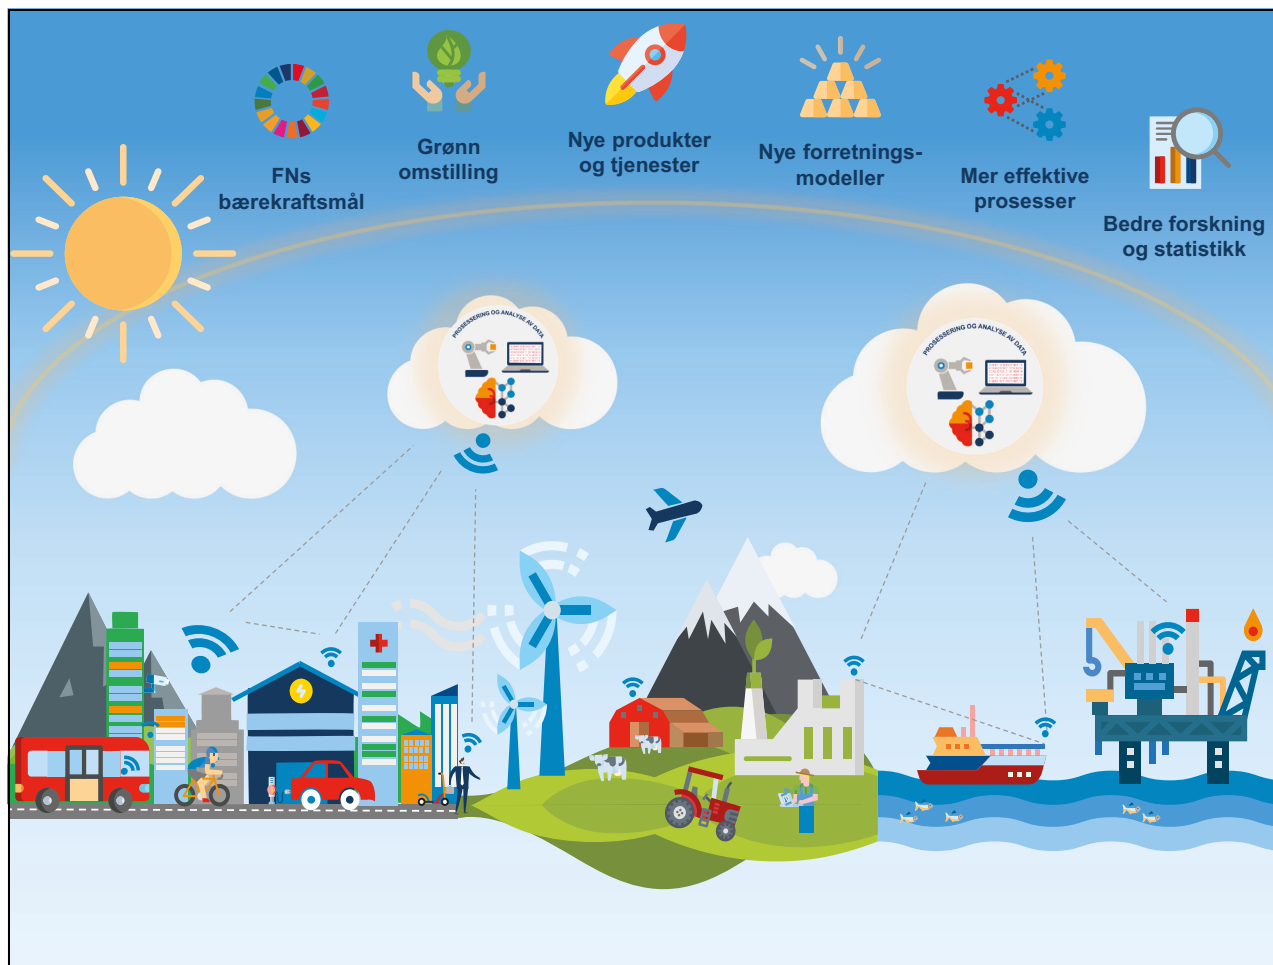 FNs
bærekraftsmål
Grønn
omstilling
Nye produkter
og tjenester
Nye forretnings-
modeller
Mer effektive
prosesser
Bedre forskning
og statistikk
PROSESSERING OG ANALYSE AV DATA
PROSESSERING OG ANALYSE AV DATA